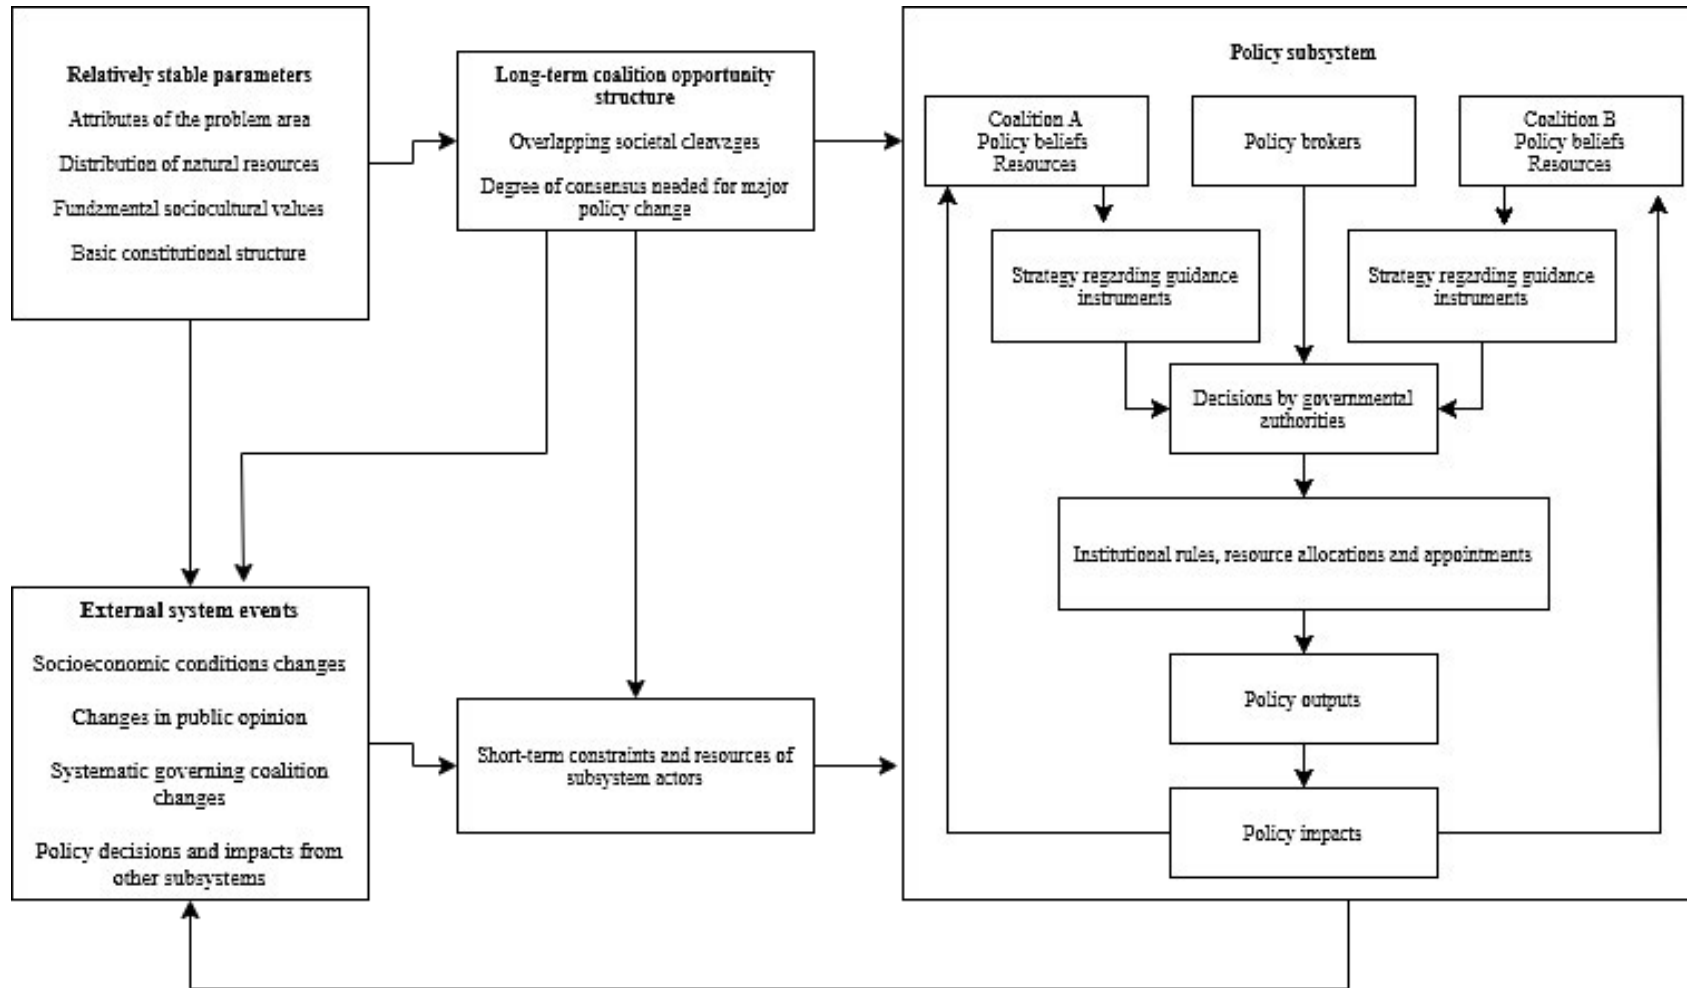 Relatively stable parameters
Attributes of the problem area
Distribution of natural resources
Fundamental sociocultural values
Basic constitutional structure
Long-term coalition opportunity
structure
Overlapping societal cleavages
Degree of consensus needed for major
policy change
External system events
Socioeconomic conditions changes
Changes in public opinion
Systematic governing coalition
changes
Policy decisions and impacts from
other subsystems
Short-term constraints and resources of
subsystem actors
Policy subsystem
Coalition A
Policy beliefs
Resources
Policy brokers
Coalition B
Policy beliefs
Resources
Strategy regarding guidance
instruments
Strategy regarding guidance
instruments
Decisions by governmental
authorities
Institutional rules, resource allocations and appointments
Policy outputs
Policy impacts